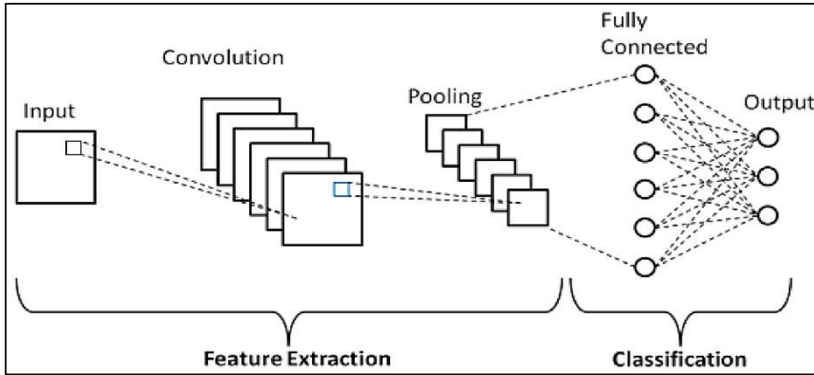 Fully
Connected
Convolution
Pooling
Output
Input
Feature Extraction
Classification